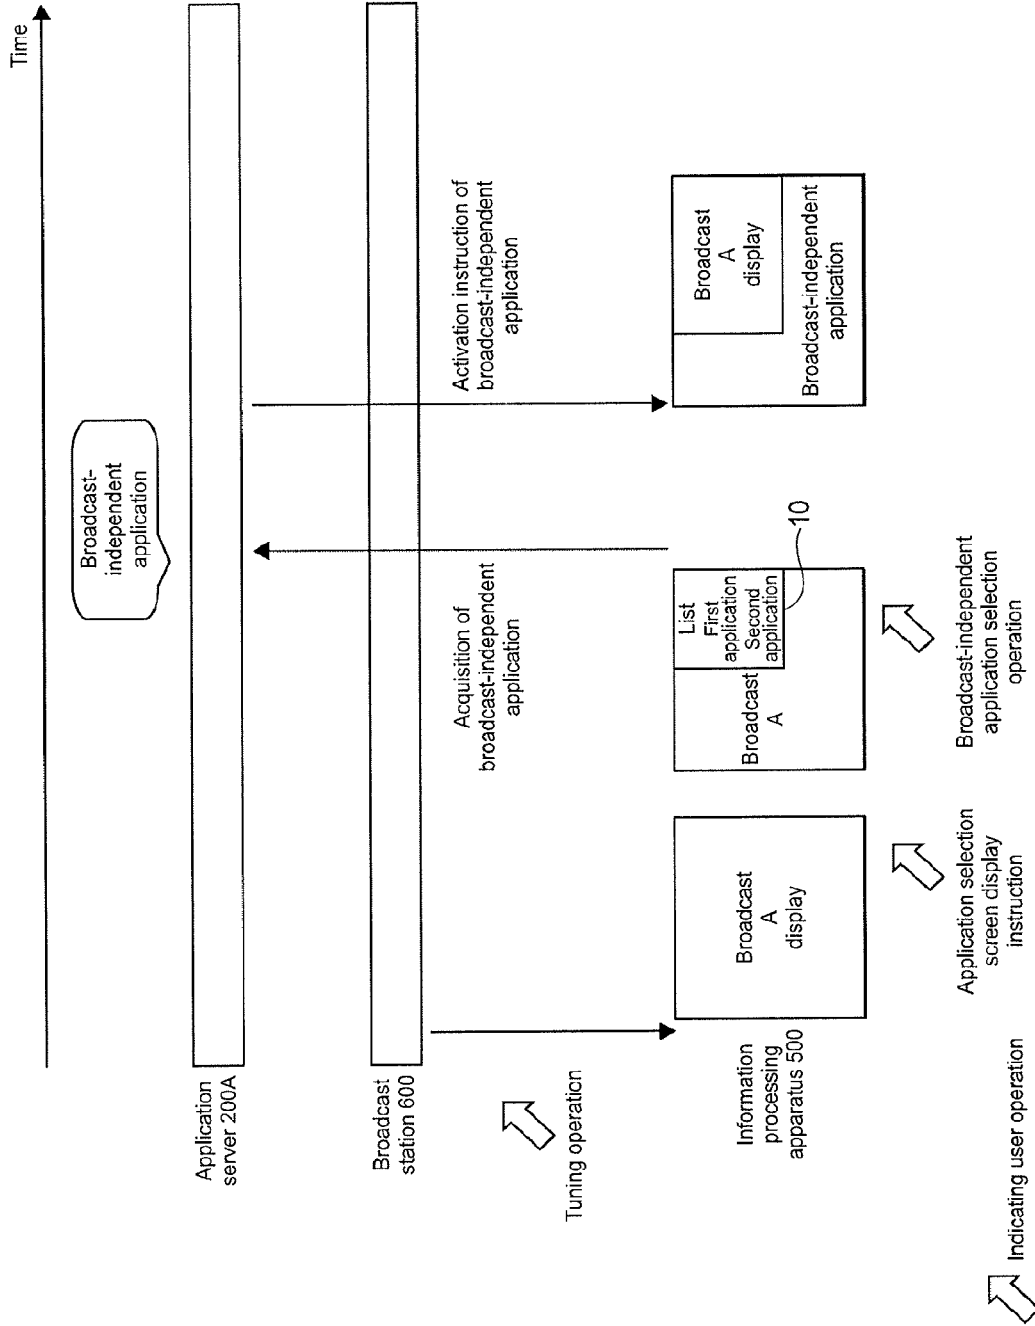 Time
Broadcast-
independent
application
Application
server 200A
Broadcast
station 600
Tuning operation
Acquisition of
broadcast-independent
application
Activation instruction of
broadcast-independent
application
Information
processing
apparatus 500
Broadcast
A
display
Broadcast
A
List
First
application
Second
application
10
Broadcast
A
display
Broadcast-independent
application
Application selection
screen display
instruction
Broadcast-independent
application selection
operation
Indicating user operation